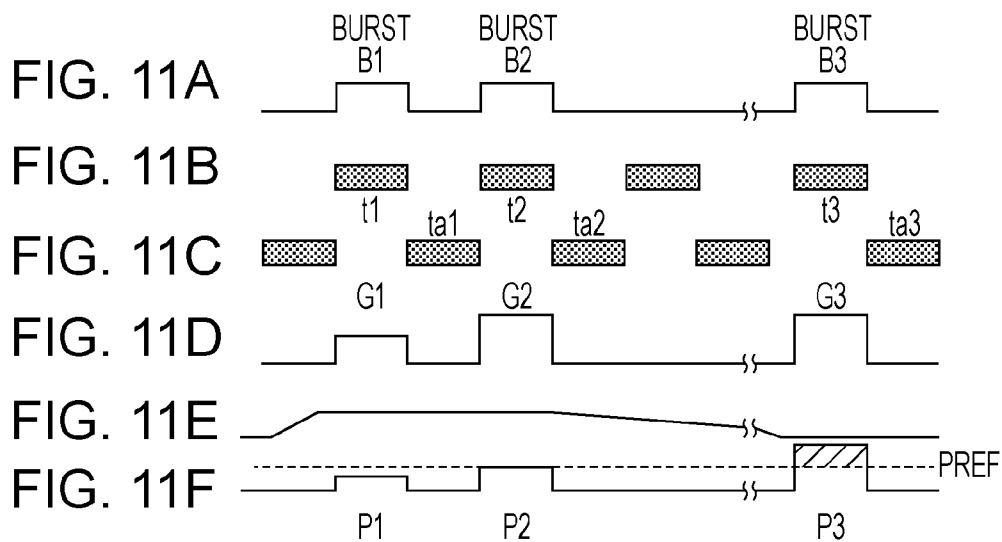 BURST BURST BURST
B1 B2 B3
FIG. 11A
FIG. 11B
t1 t2 t3
ta1 ta2 ta3
FIG. 11C
G1 G2 G3
FIG. 11D
FIG. 11E
PREF
FIG. 11F
P1 P2 P3